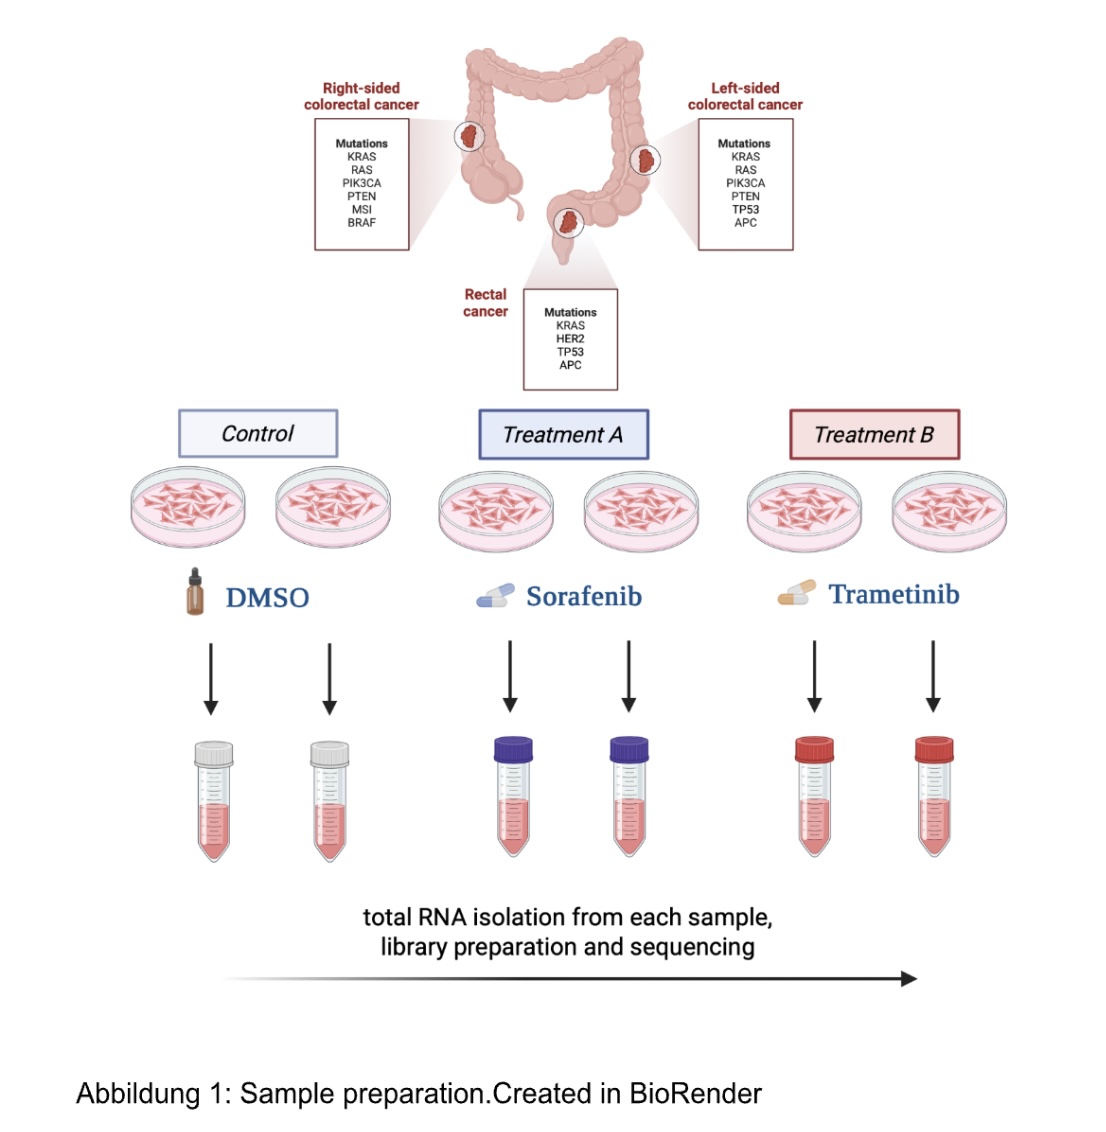 Right-sided
colorectal cancer
Mutations
KRAS
RAS
PIK3CA
PTEN
MSI
BRAF
Left-sided
colorectal cancer
Mutations
KRAS
RAS
PIK3CA
PTEN
TP53
APC
Rectal
cancer
Mutations
KRAS
HER2
TP53
APC
Control
Treatment A
Treatment B
DMSO
Sorafenib
Trametinib
total RNA isolation from each sample,
library preparation and sequencing
Abbildung 1: Sample preparation.Created in BioRender